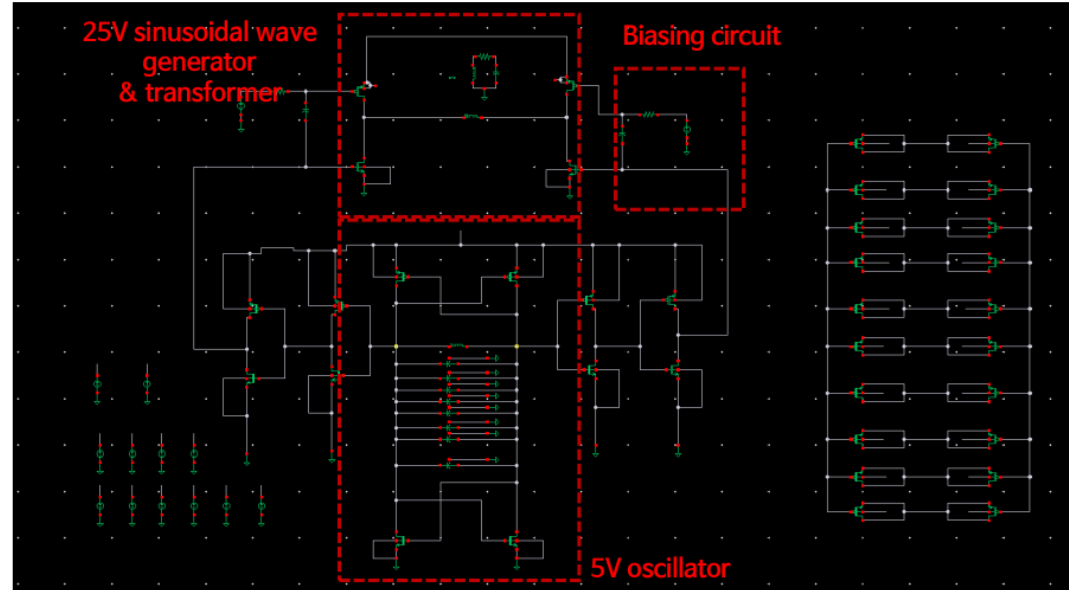 25V sinusoidal wave
generator
& transformer
Biasing circuit
5V oscillator